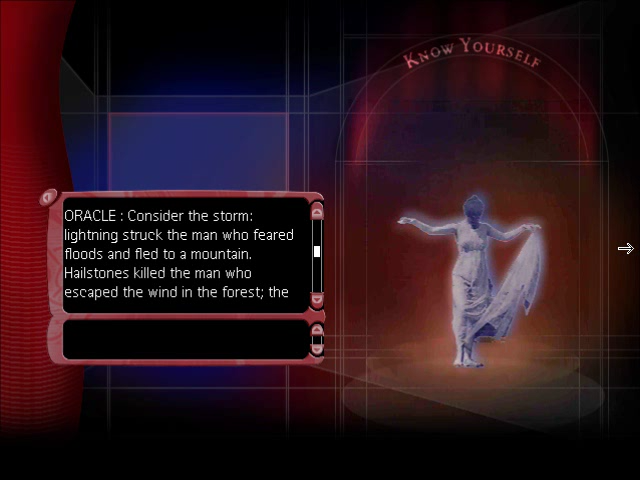 KNOW YOURSELF
ORACLE : Consider the storm:
lightning struck the man who feared
floods and fled to a mountain.
Hailstones killed the man who
escaped the wind in the forest; the